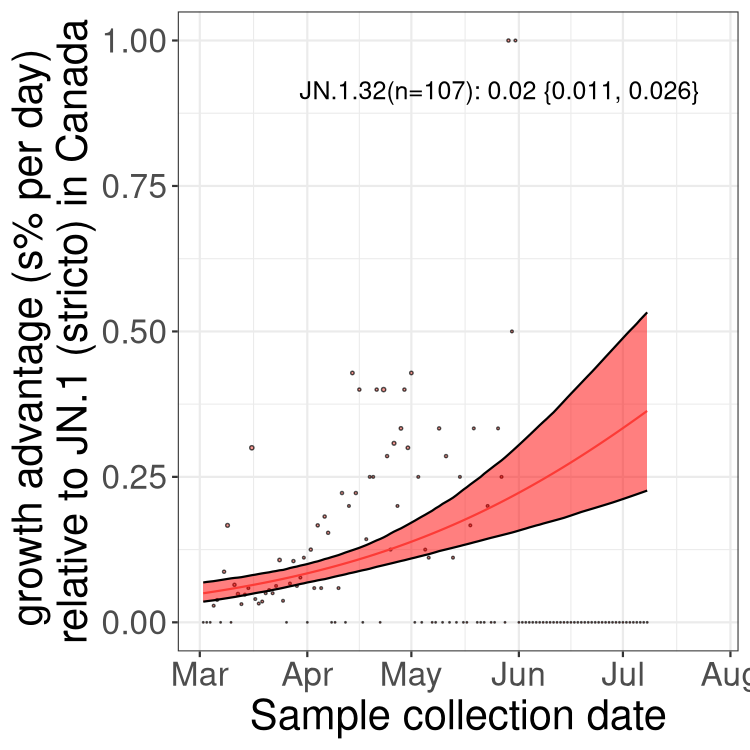 growth advantage (s% per day)
relative to JN.1 (stricto) in Canada
1.00
0.75
0.50
0.25
0.00
JN.1.32(n=107): 0.02 {0.011, 0.026}
Mar Apr May Jun Jul Aug
Sample collection date